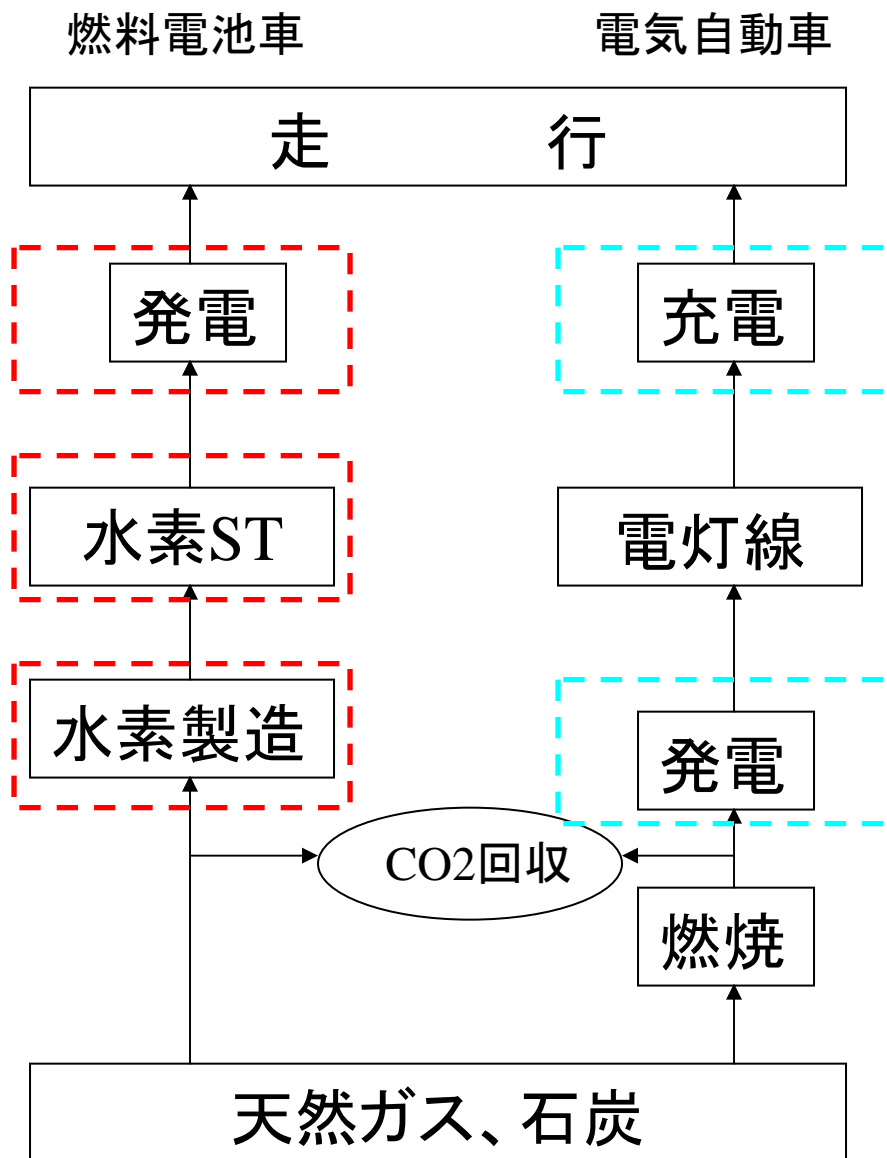 燃料電池車
電気自動車
走行
発電
充電
水素ST
電灯線
水素製造
発電
CO2回収
燃焼
天然ガス、石炭